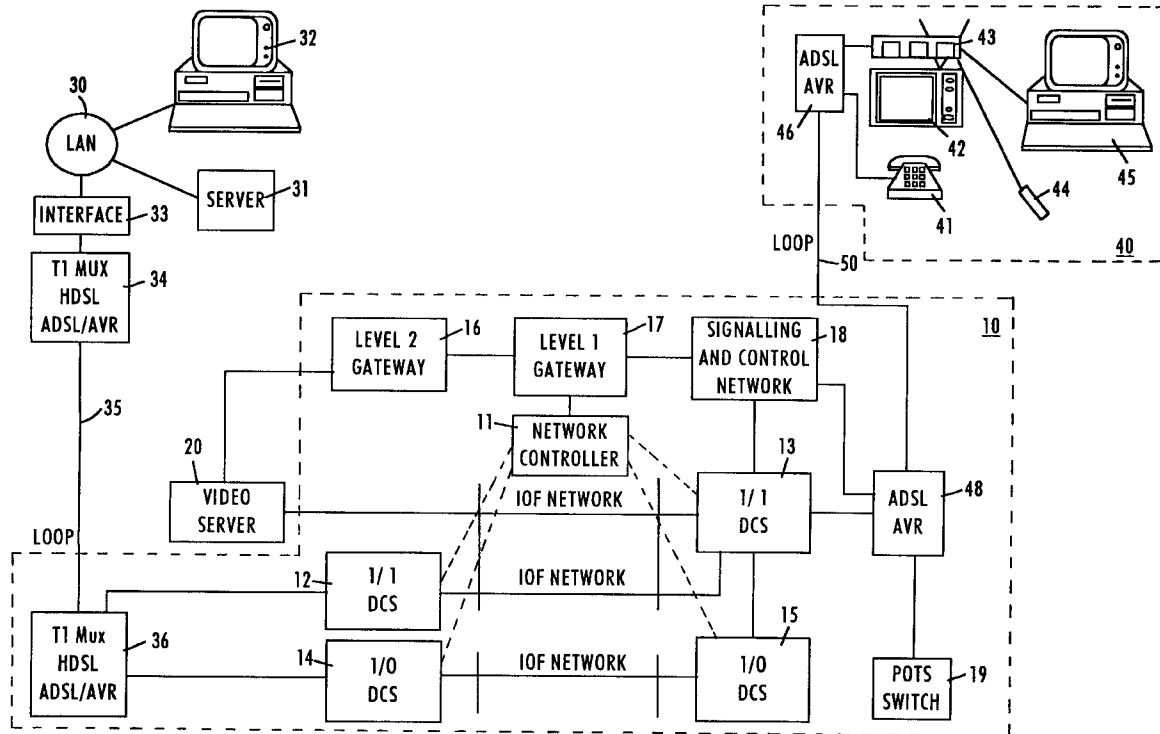 31
32
30
LAN
SERVER
INTERFACE
33
T1 MUX
HDSL
ADSL/AVR
34
35
LOOP
ADSL
AVR
46
43
42
41
44
45
40
LOOP
50
10
LEVEL 2
GATEWAY
16
LEVEL 1
GATEWAY
17
SIGNALLING
AND CONTROL
NETWORK
18
11
NETWORK
CONTROLLER
20
VIDEO
SERVER
IOF NETWORK
13
1/1
DCS
ADSL
AVR
48
12
1/1
DCS
IOF NETWORK
T1 Mux
HDSL
ADSL/AVR
36
14
1/0
DCS
IOF NETWORK
15
1/0
DCS
POTS
SWITCH
19